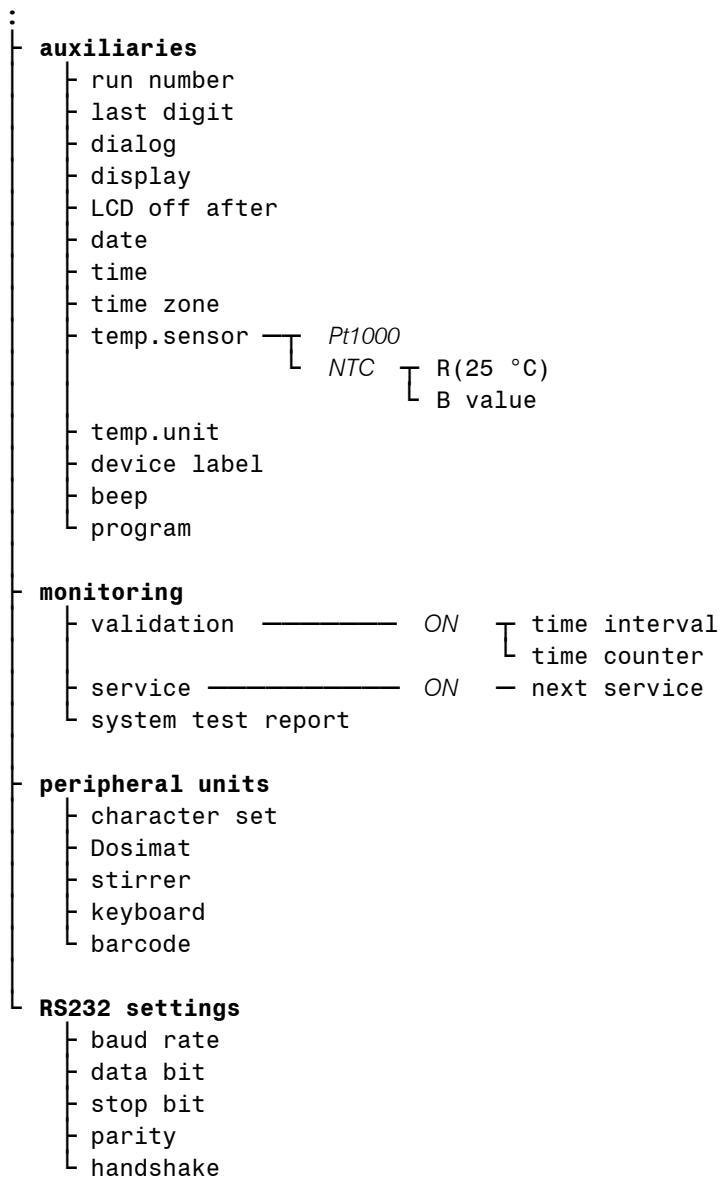 :
auxiliaries
run number
last digit
dialog
display
LCD off after
date
time
time zone
temp.sensor Pt1000
NTC R(25 °C)
B value
temp.unit
device label
beep
program
monitoring
validation ON time interval
time counter
service ON next service
system test report
peripheral units
character set
Dosimat
stirrer
keyboard
barcode
RS232 settings
baud rate
data bit
stop bit
parity
handshake